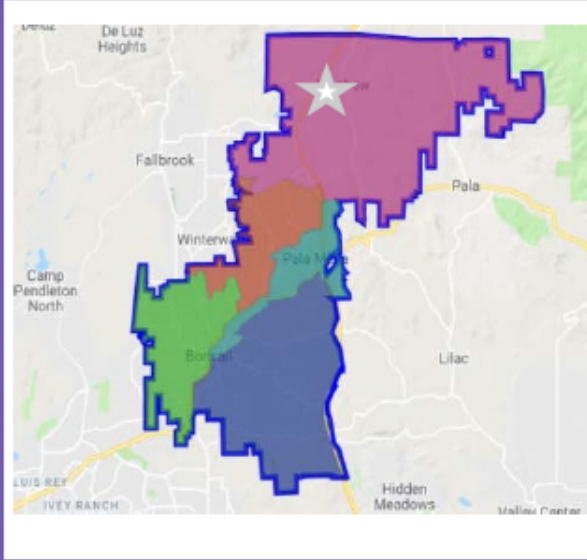 De Luz
Heights
Fallbrook
Pala
Winterwa
Pala M
Camp
Pendleton
North
Bonsall
Lilac
LUIS REY
IVEY RANCH
Hidden
Meadows
Valley Center